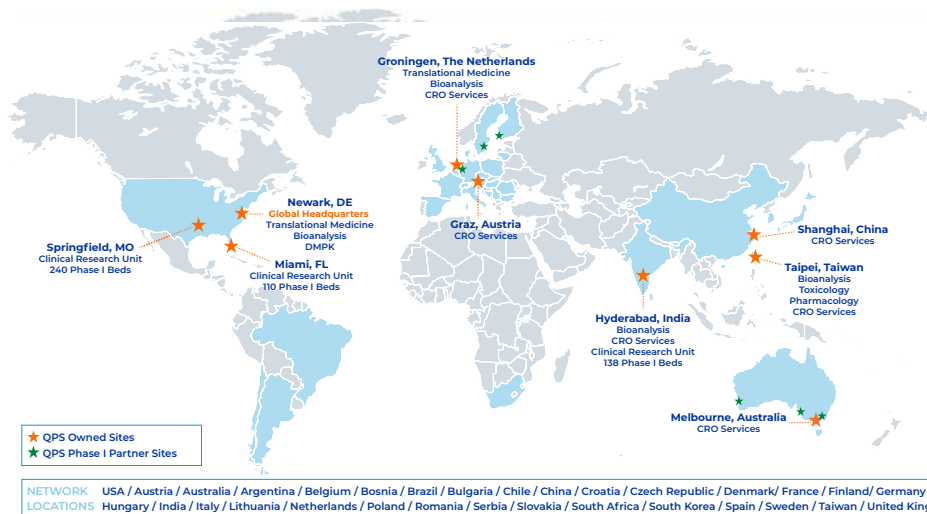 Groningen, The Netherlands
Translational Medicine
Bioanalysis
CRO Services
Newark, DE
Global Headquarters
Translational Medicine
Bioanalysis
DMPK
Springfield, MO
Clinical Research Unit
240 Phase I Beds
Miami, FL
Clinical Research Unit
110 Phase I Beds
Graz, Austria
CRO Services
Shanghai, China
CRO Services
Taipei, Taiwan
Bioanalysis
Toxicology
Pharmacology
CRO Services
Hyderabad, India
Bioanalysis
CRO Services
Clinical Research Unit
138 Phase I Beds
Melbourne, Australia
CRO Services
QPS Owned Sites
QPS Phase I Partner Sites
NETWORK USA / Austria / Australia / Argentina / Belgium / Bosnia / Brazil / Bulgaria / Chile / China / Croatia / Czech Republic / Denmark/ France / Finland/ Germany
LOCATIONS Hungary / India / Italy / Lithuania / Netherlands / Poland / Romania / Serbia / Slovakia / South Africa / South Korea / Spain / Sweden / Taiwan / United